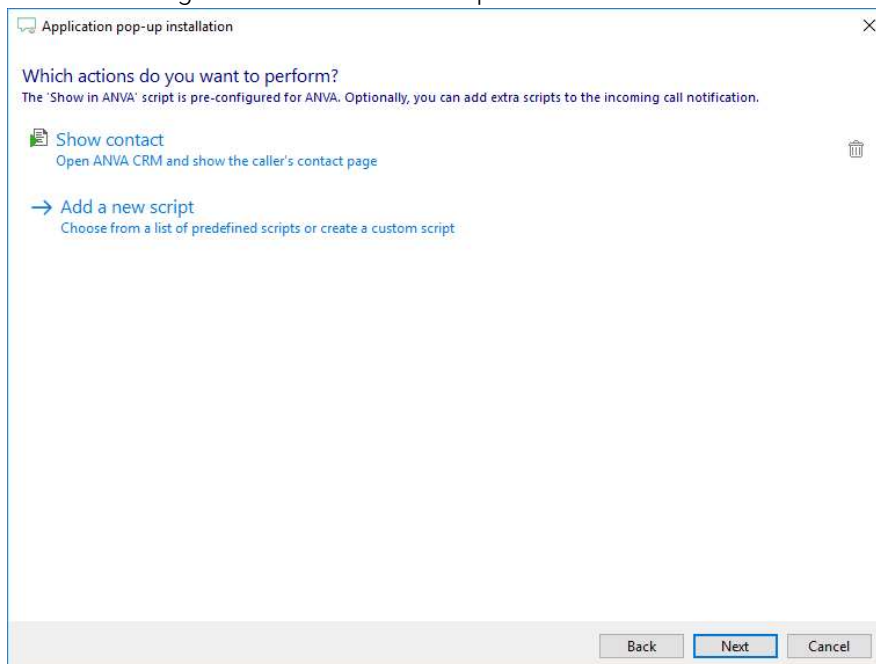 Application pop-up installation
Which actions do you want to perform?
The 'Show in ANVA' script is pre-configured for ANVA. Optionally, you can add extra scripts to the incoming call notification.
Show contact
Open ANVA CRM and show the caller's contact page
Add a new script
Choose from a list of predefined scripts or create a custom script
Back Next Cancel